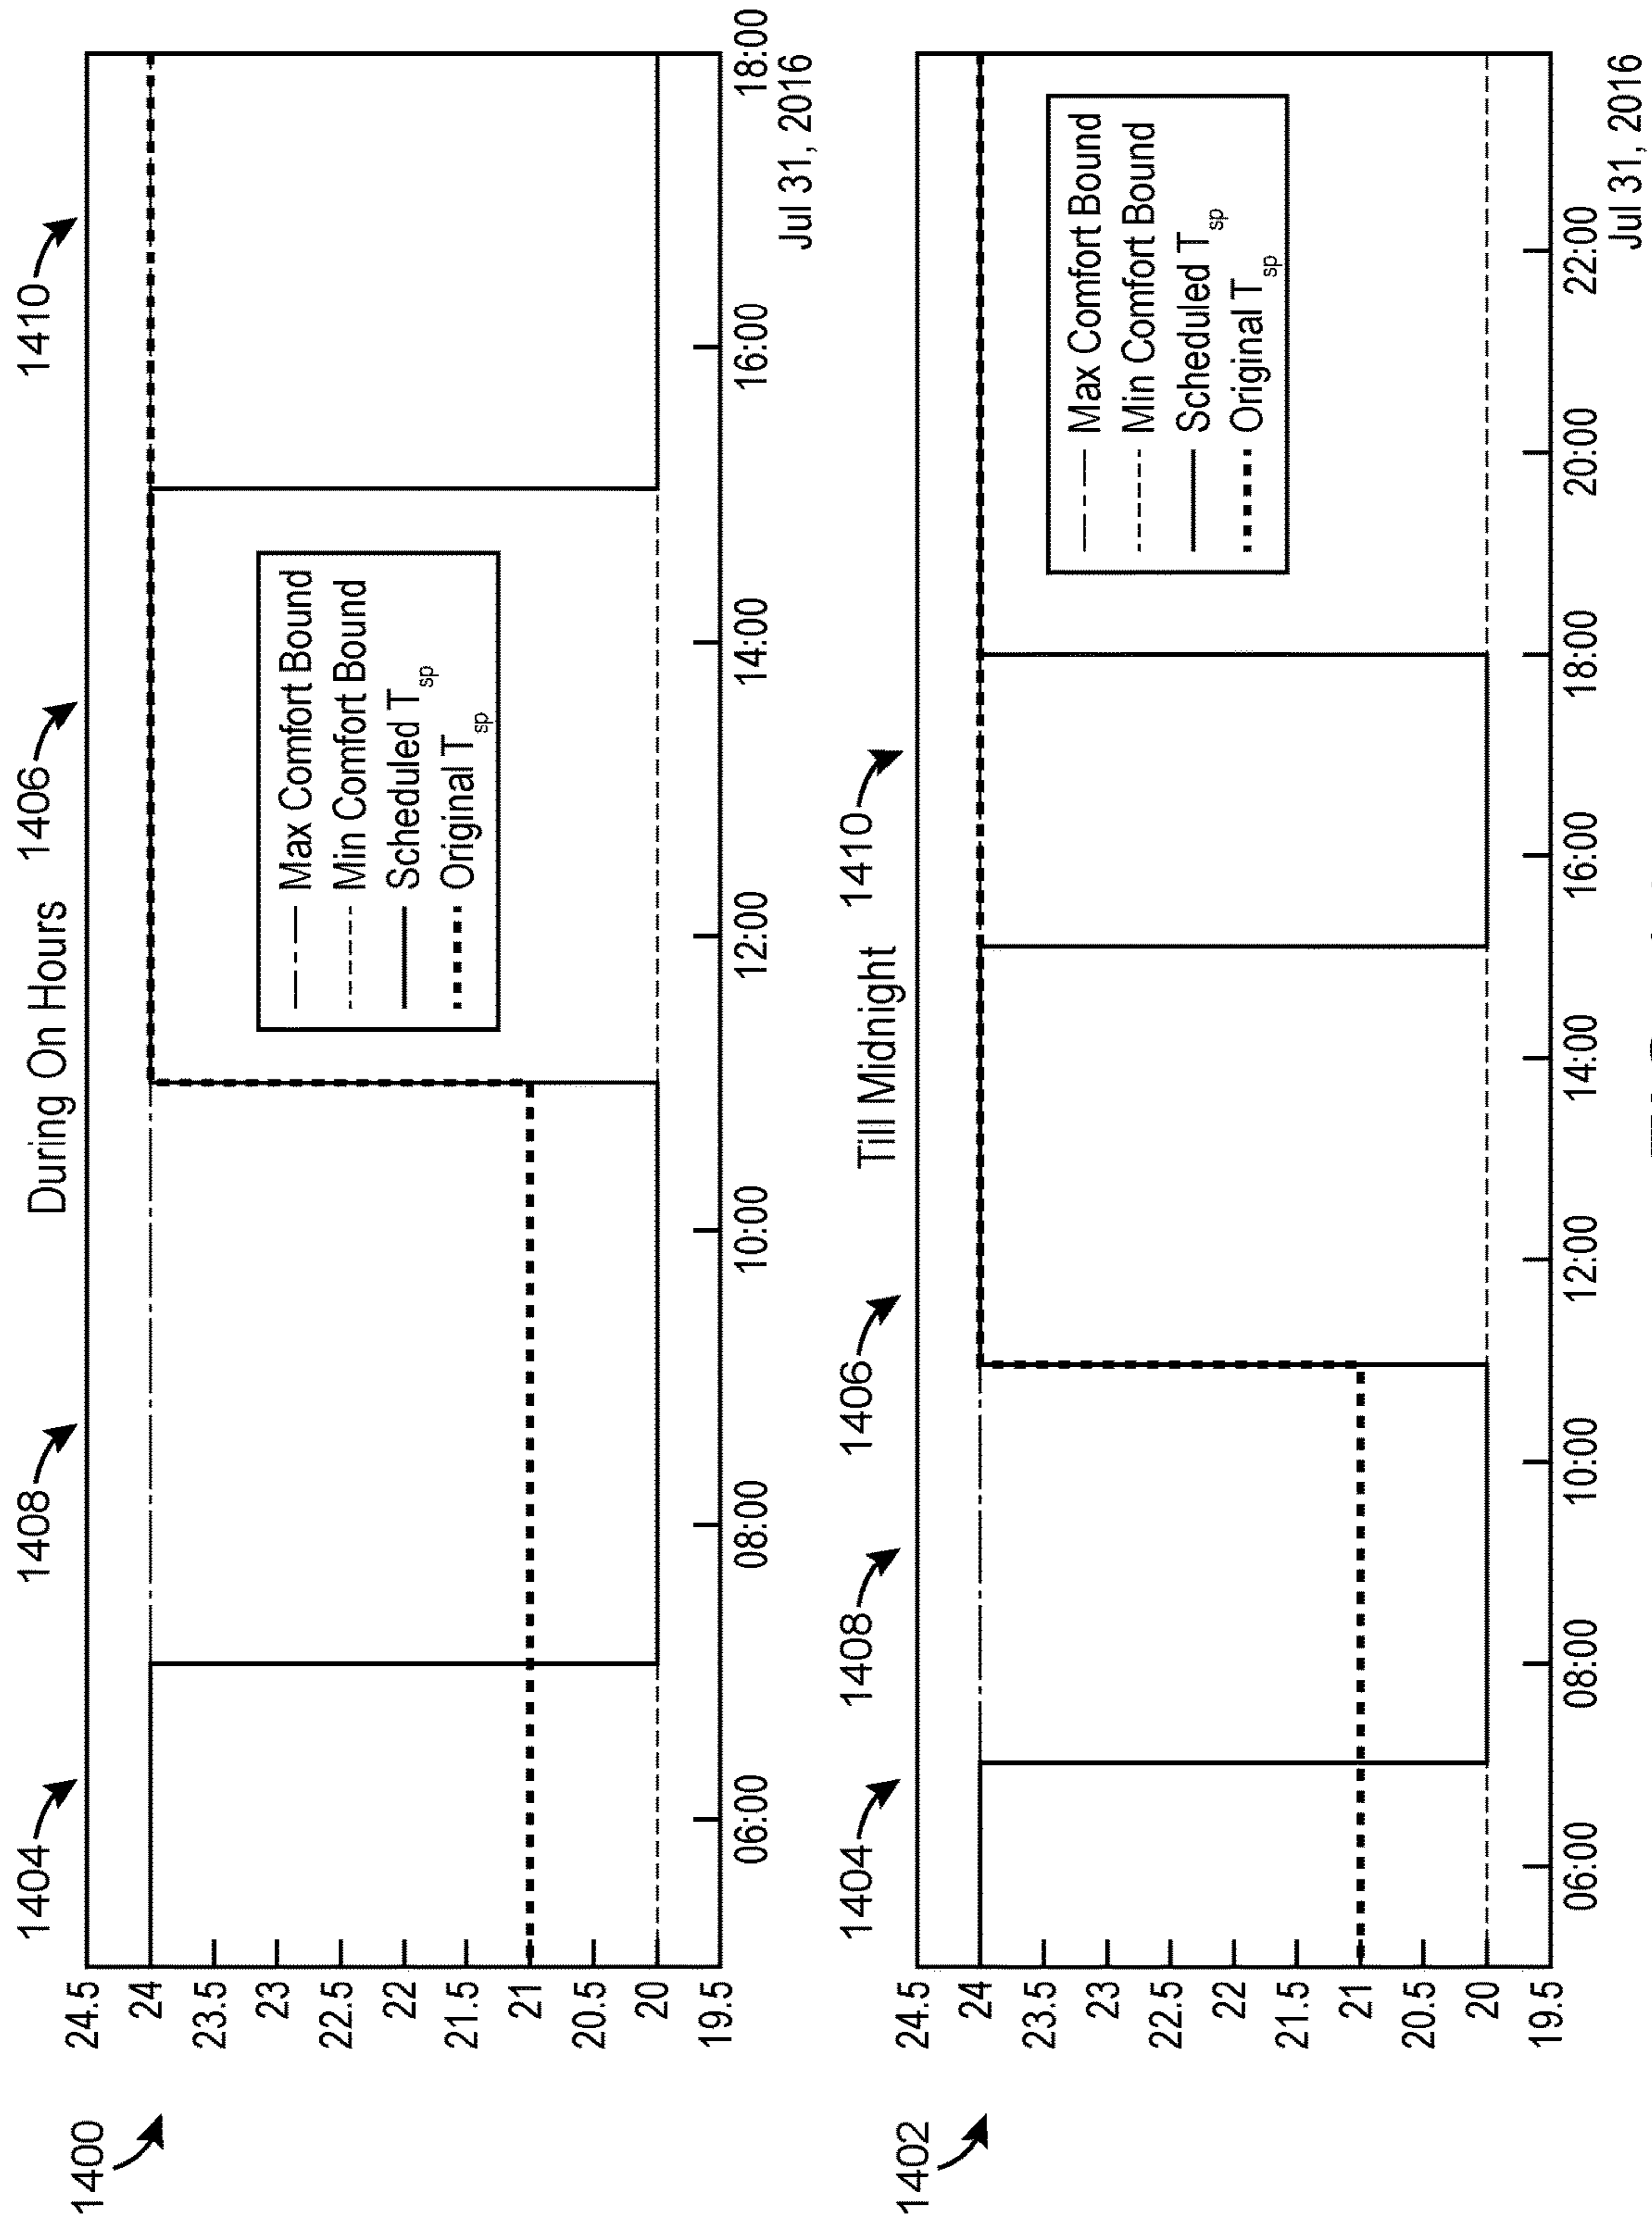 1400
During On Hours
1404
1408
1406
1410
24.5
24
23.5
23
22.5
22
21.5
21
20.5
20
19.5
Max Comfort Bound
Min Comfort Bound
Scheduled Tsp
Original Tsp
06:00 08:00 10:00 12:00 14:00 16:00 18:00
Jul 31, 2016
1402
Till Midnight
1404
1408
1406
1410
24.5
24
23.5
23
22.5
22
21.5
21
20.5
20
19.5
Max Comfort Bound
Min Comfort Bound
Scheduled Tsp
Original Tsp
06:00 08:00 10:00 12:00 14:00 16:00 18:00 20:00 22:00
Jul 31, 2016